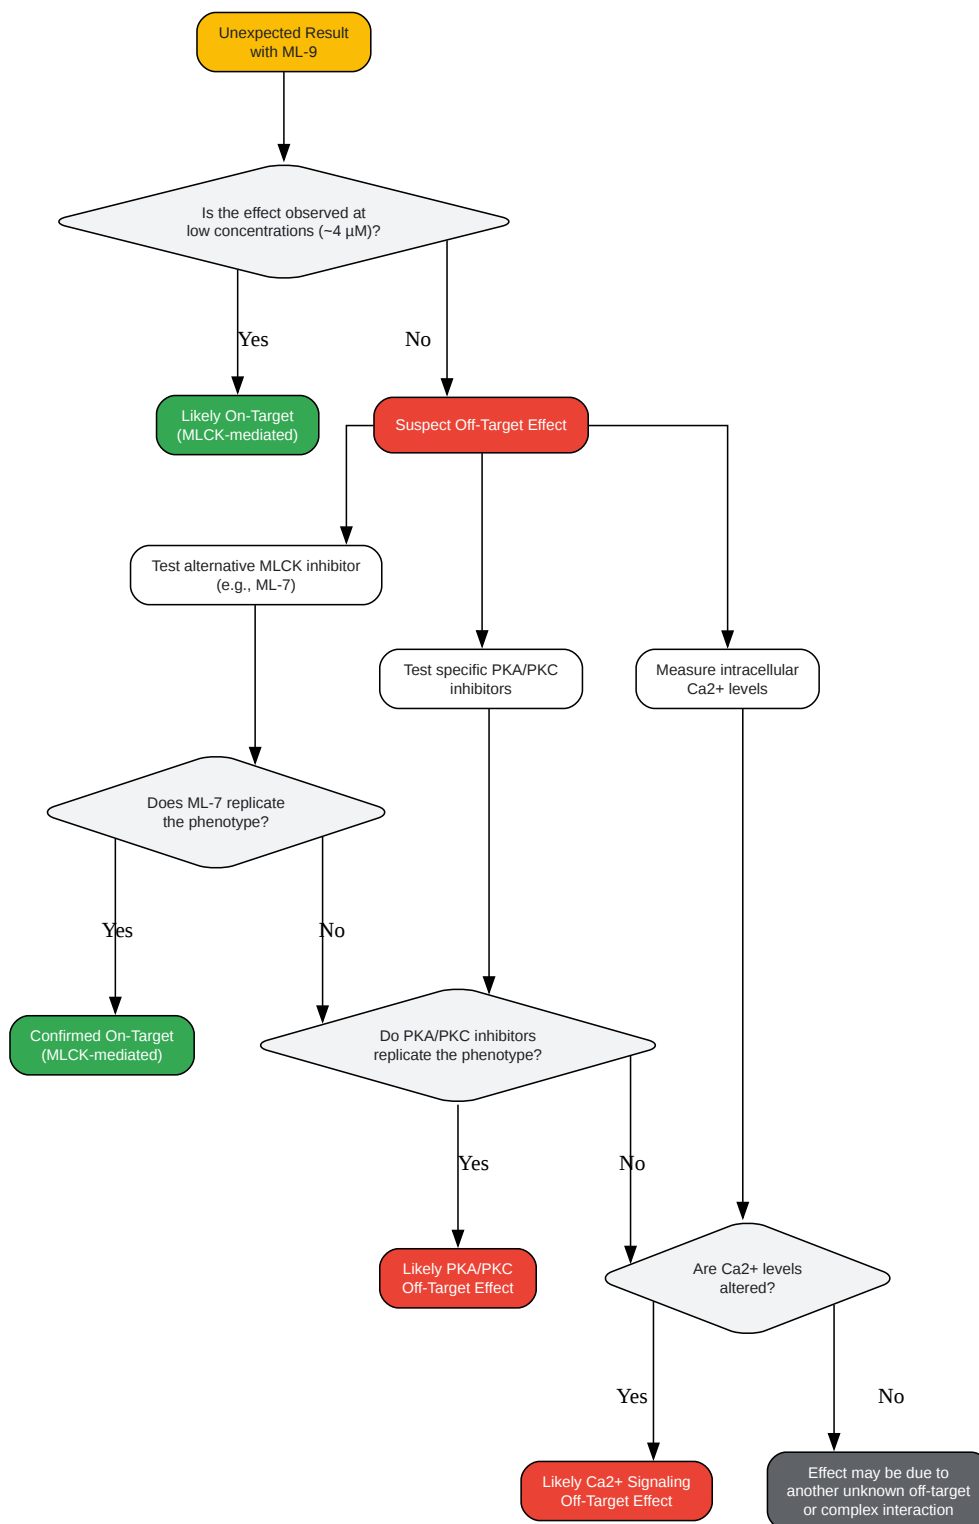 Unexpected Result
with ML-9
Is the effect observed at
low concentrations (~4 µM)?
Yes
No
Likely On-Target
(MLCK-mediated)
Suspect Off-Target Effect
Test alternative MLCK inhibitor
(e.g., ML-7)
Test specific PKA/PKC
inhibitors
Measure intracellular
Ca2+ levels
Does ML-7 replicate
the phenotype?
Yes
No
Confirmed On-Target
(MLCK-mediated)
Do PKA/PKC inhibitors
replicate the phenotype?
Yes
No
Likely PKA/PKC
Off-Target Effect
Are Ca2+ levels
altered?
Yes
No
Likely Ca2+ Signaling
Off-Target Effect
Effect may be due to
another unknown off-target
or complex interaction